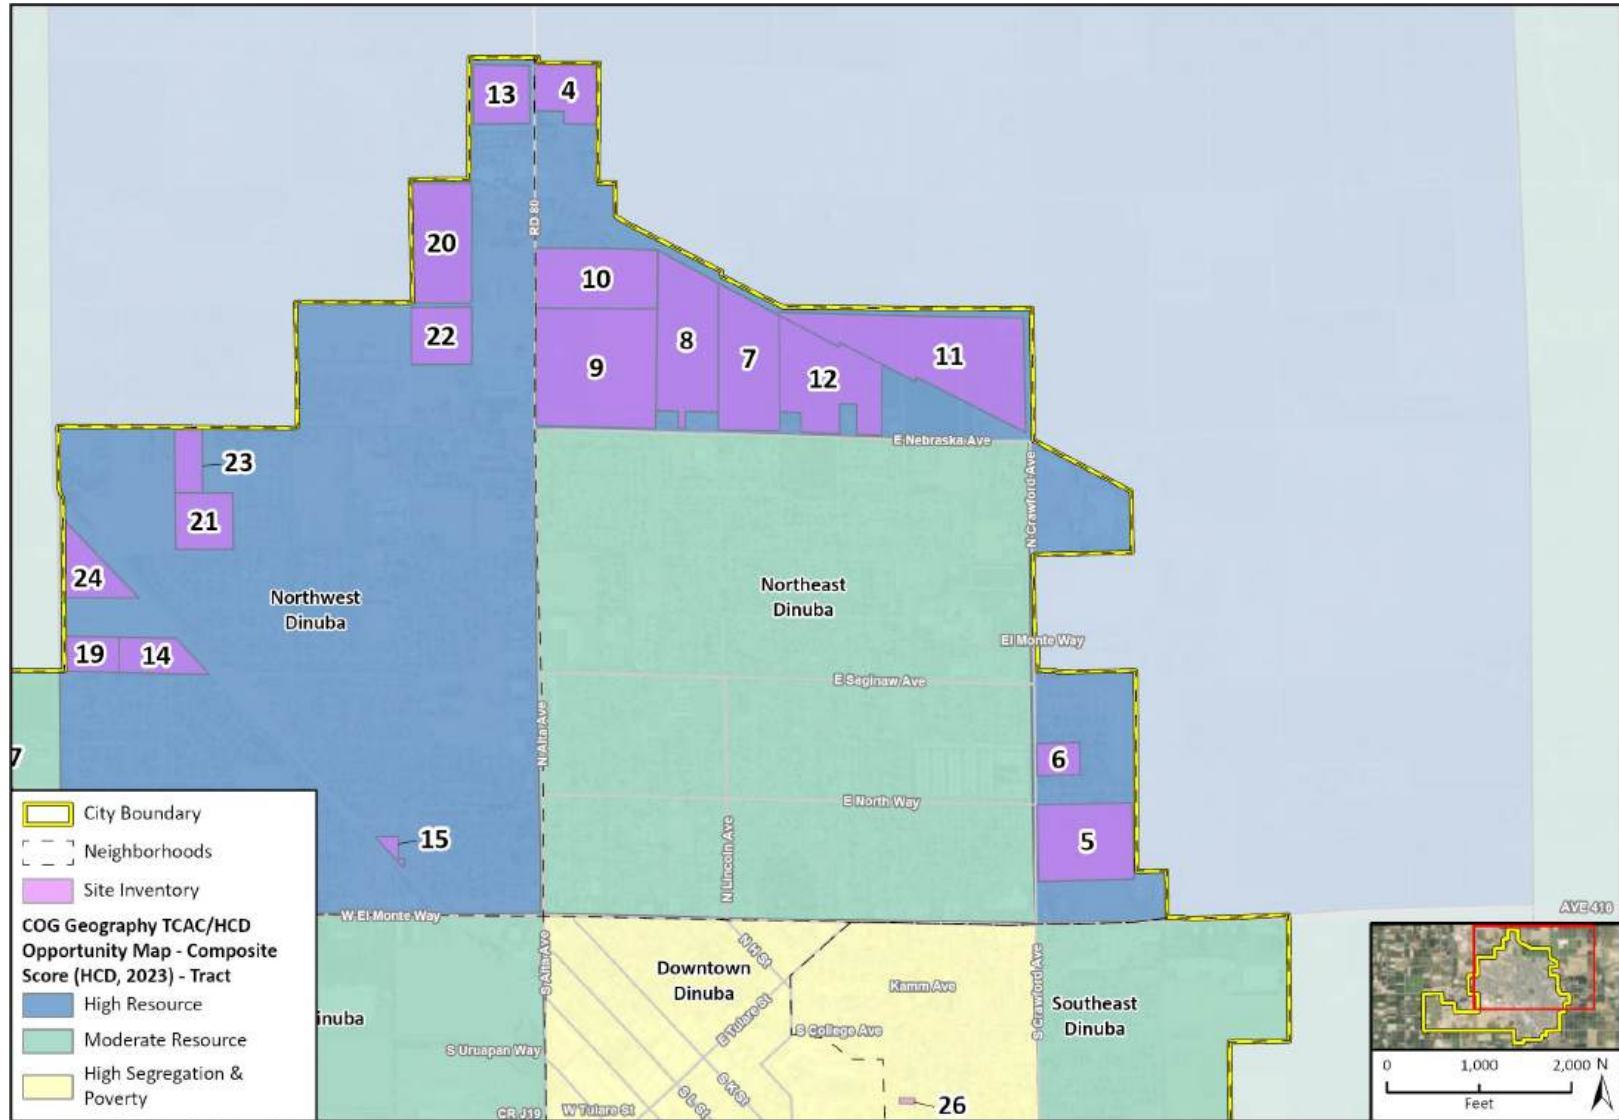 13
4
RD 80
20
10
22
8
7
9
12
11
E Nebraska Ave
23
21
N Crawford Ave
24
Northwest
Dinuba
Northeast
Dinuba
19
14
El Monte Way
E Saginaw Ave
N Alta Ave
7
6
E North Way
15
N Lincoln Ave
5
W El Monte Way
AVE 416
City Boundary
Neighborhoods
Site Inventory
COG Geography TCAC/HCD
Opportunity Map - Composite
Score (HCD, 2023) - Tract
High Resource
Moderate Resource
High Segregation &
Poverty
inuba
S Alta Ave
N H St
Downtown
Dinuba
Kamm Ave
E Tulare St
S College Ave
S Crawford Ave
Southeast
Dinuba
S Uruapan Way
S K St
S L St
W Tulare St
CR J19
26
0 1,000 2,000
Feet
N